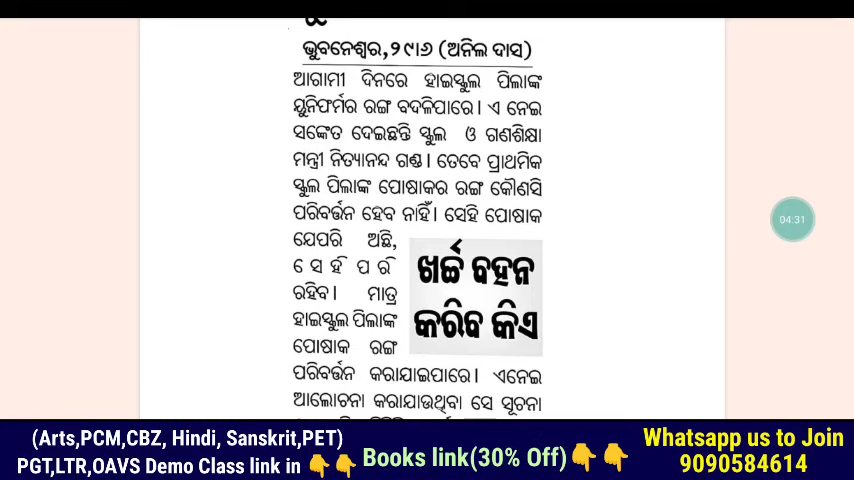 ଭୁବନେଶ୍ୱର,୨୯।୬ (ଅନିଲ ଦାସ)
ଆଗାମୀ ଦିନରେ ହାଇସ୍କୁଲ ପିଲାଙ୍କ
ୟୁନିଫର୍ମର ରଙ୍ଗ ବଦଳିପାରେ। ଏ ନେଇ
ସଙ୍କେତ ଦେଇଛନ୍ତି ସ୍କୁଲ ଓ ଗଣଶିକ୍ଷା
ମନ୍ତ୍ରୀ ନିତ୍ୟାନନ୍ଦ ଗଣ୍ଡ। ତେବେ ପ୍ରାଥମିକ
ସ୍କୁଲ ପିଲାଙ୍କ ପୋଷାକର ରଙ୍ଗ କୌଣସି
ପରିବର୍ତ୍ତନ ହେବ ନାହିଁ। ସେହି ପୋଷାକ
ଯେପରି ଅଛି,
ସେହିପରି
ରହିବ। ମାତ୍ର
ହାଇସ୍କୁଲ ପିଲାଙ୍କ
ପୋଷାକ ରଙ୍ଗ
ଖର୍ଚ୍ଚ ବହନ
କରିବ କିଏ
ପରିବର୍ତ୍ତନ କରାଯାଇପାରେ। ଏନେଇ
ଆଲୋଚନା କରାଯାଉଥିବା ସେ ସୂଚନା
04:31
(Arts,PCM,CBZ, Hindi, Sanskrit,PET)
PGT,LTR,OAVS Demo Class link in 👇👇
Books link(30% Off)👇👇
Whatsapp us to Join
9090584614